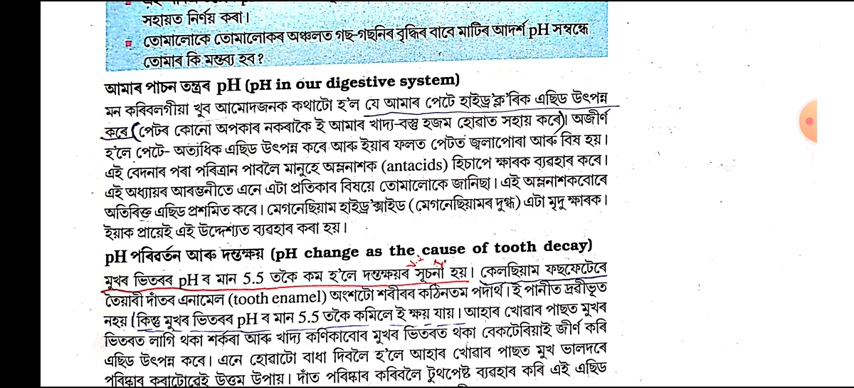 সহায়ত নিৰ্ণয় কৰা।
তোমালোকে তোমালোকৰ অঞ্চলত গছ-গছনিৰ বৃদ্ধিৰ বাবে মাটিৰ আদৰ্শ pH সম্বন্ধে
তোমাৰ কি মন্তব্য হব?
আমাৰ পাচন তন্ত্ৰৰ pH (pH in our digestive system)
মন কৰিবলগীয়া খুব আমোদজনক কথাটো হ'ল যে আমাৰ পেটে হাইড্ৰ'ক্ল'ৰিক এছিড উৎপন্ন
কৰে (পেটৰ কোনো অপকাৰ নকৰাকৈ ই আমাৰ খাদ্য-বস্তু হজম হোৱাত সহায় কৰে)। অজীৰ্ণ
হ'লে পেটে- অত্যধিক এছিড উৎপন্ন কৰে আৰু ইয়াৰ ফলত পেটত জ্বলাপোৰা আৰু বিষ হয়।
এই বেদনাৰ পৰা পৰিত্ৰান পাবলৈ মানুহে অম্লনাশক (antacids) হিচাপে ক্ষাৰক ব্যৱহাৰ কৰে।
এই অধ্যায়ৰ আৰম্ভনীতে এনে এটা প্ৰতিকাৰ বিষয়ে তোমালোকে জানিছা। এই অম্লনাশকবোৰে
অতিৰিক্ত এছিড প্ৰশমিত কৰে। মেগনেছিয়াম হাইড্ৰ'ক্সাইড (মেগনেছিয়ামৰ দুগ্ধ) এটা মৃদু ক্ষাৰক।
ইয়াক প্ৰায়েই এই উদ্দেশ্যত ব্যৱহাৰ কৰা হয়।
pH পৰিবৰ্তন আৰু দন্তক্ষয় (pH change as the cause of tooth decay)
মুখৰ ভিতৰৰ pH ৰ মান 5.5 তকৈ কম হ'লে দন্তক্ষয়ৰ সূচনা হয়। কেলছিয়াম ফছফেটেৰে
তৈয়াৰী দাঁতৰ এনামেল (tooth enamel) অংশটো শৰীৰৰ কঠিনতম পদাৰ্থ। ই পানীত দ্ৰৱীভূত
নহয় (কিন্তু মুখৰ ভিতৰৰ pH ৰ মান 5.5 তকৈ কমিলে ই ক্ষয় যায়। আহাৰ খোৱাৰ পাছত মুখৰ
ভিতৰত লাগি থকা শৰ্কৰা আৰু খাদ্য কণিকাবোৰ মুখৰ ভিতৰত থকা বেকটেৰিয়াই জীৰ্ণ কৰি
এছিড উৎপন্ন কৰে। এনে হোৱাটো বাধা দিবলৈ হ'লে আহাৰ খোৱাৰ পাছত মুখ ভালদৰে
পৰিষ্কাৰ কৰাটোৱেই উত্তম উপায়। দাঁত পৰিষ্কাৰ কৰিবলৈ টুথপেষ্ট ব্যৱহাৰ কৰি এই এছিড